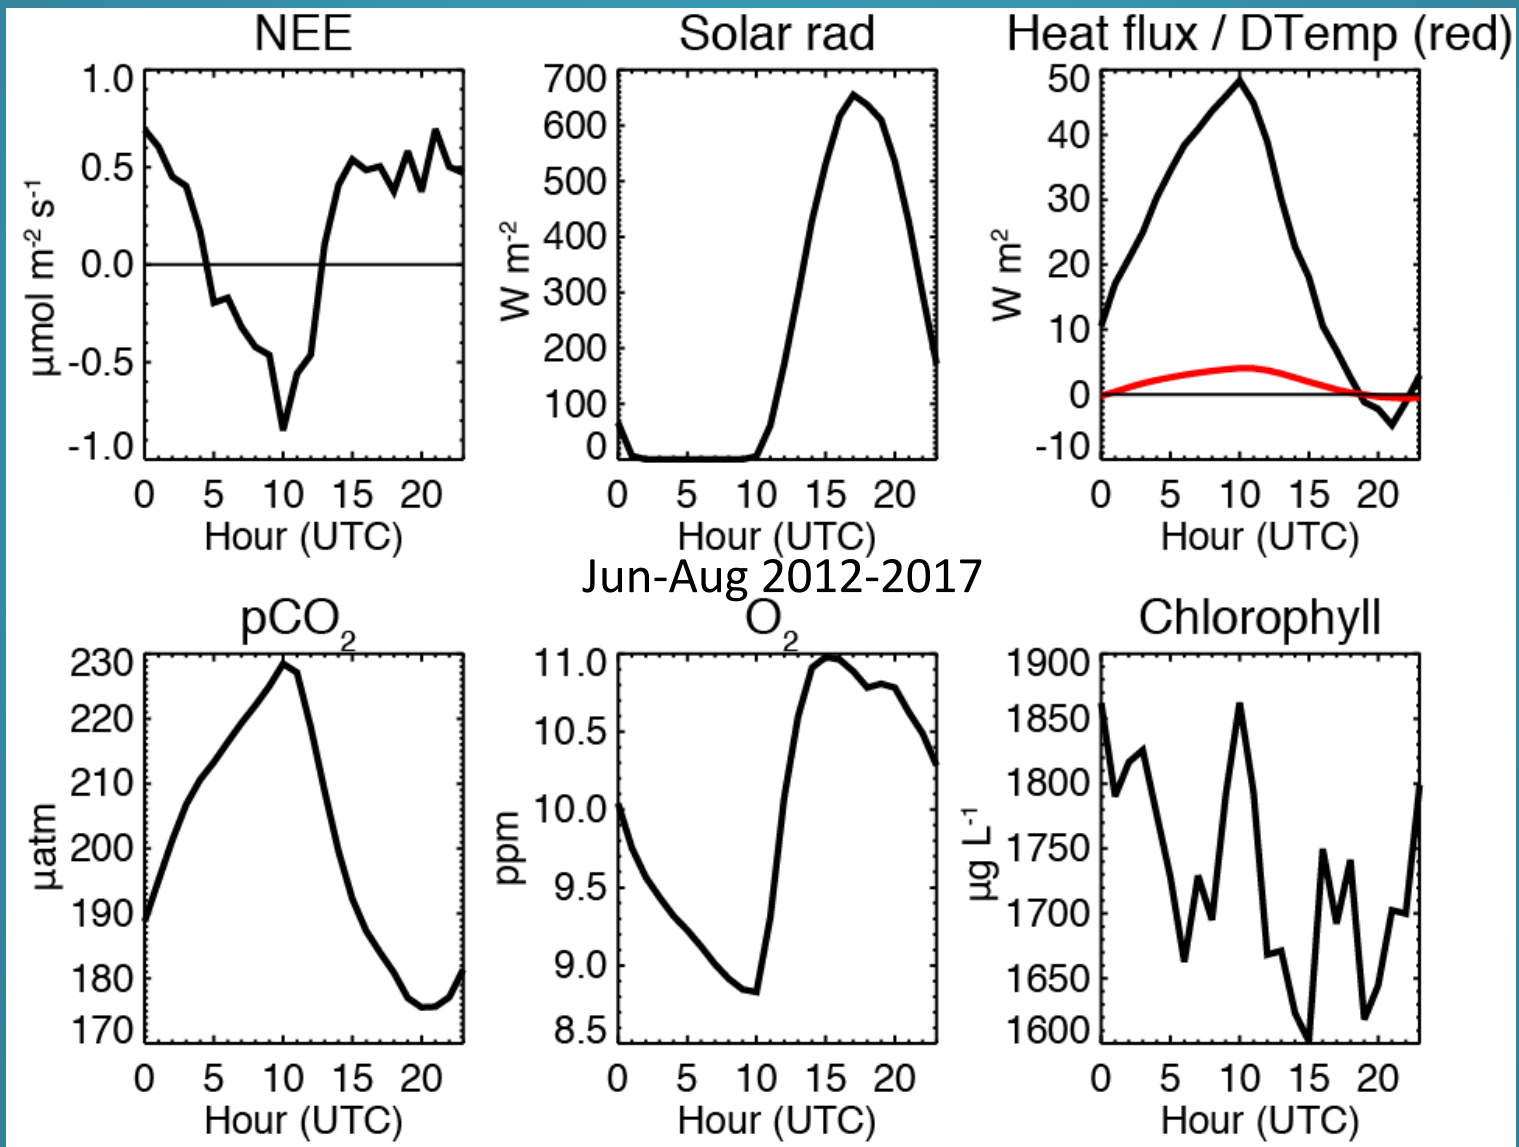 NEE
Solar rad
Heat flux / DTemp (red)
1.0
0.5
0.0
-0.5
-1.0
µmol m-2 s-1
0 5 10 15 20
Hour (UTC)
700
600
500
400
300
200
100
0
W m-2
0 5 10 15 20
Hour (UTC)
50
40
30
20
10
0
-10
W m2
0 5 10 15 20
Hour (UTC)
Jun-Aug 2012-2017
pCO2
O2
Chlorophyll
230
220
210
200
190
180
170
µatm
0 5 10 15 20
Hour (UTC)
11.0
10.5
10.0
9.5
9.0
8.5
ppm
0 5 10 15 20
Hour (UTC)
1900
1850
1800
1750
1700
1650
1600
µg L-1
0 5 10 15 20
Hour (UTC)